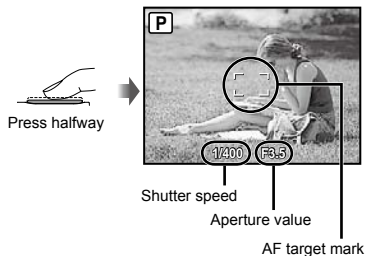 P
Press halfway
1/400 F3.5
Shutter speed
Aperture value
AF target mark